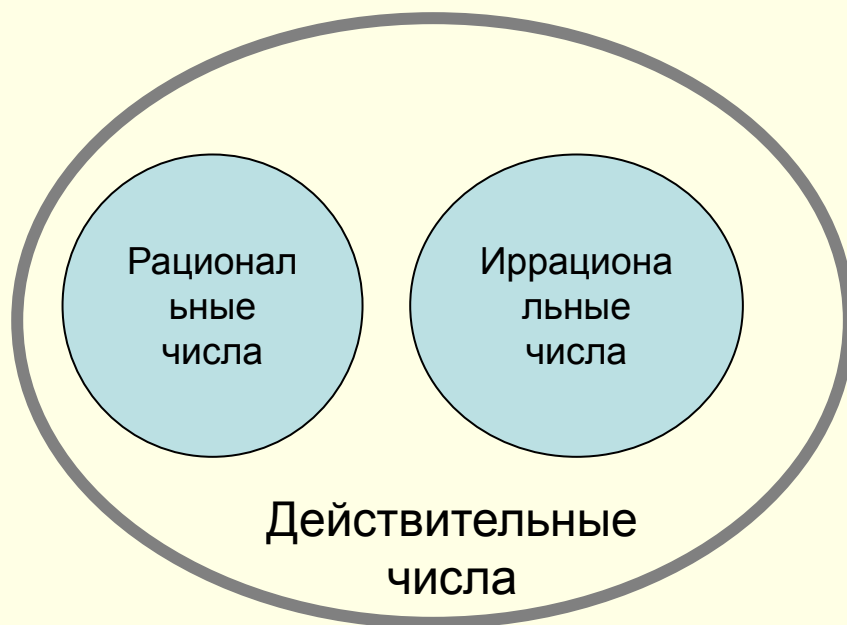 Рационал
ьные
числа
Иррациона
льные
числа
Действительные
числа